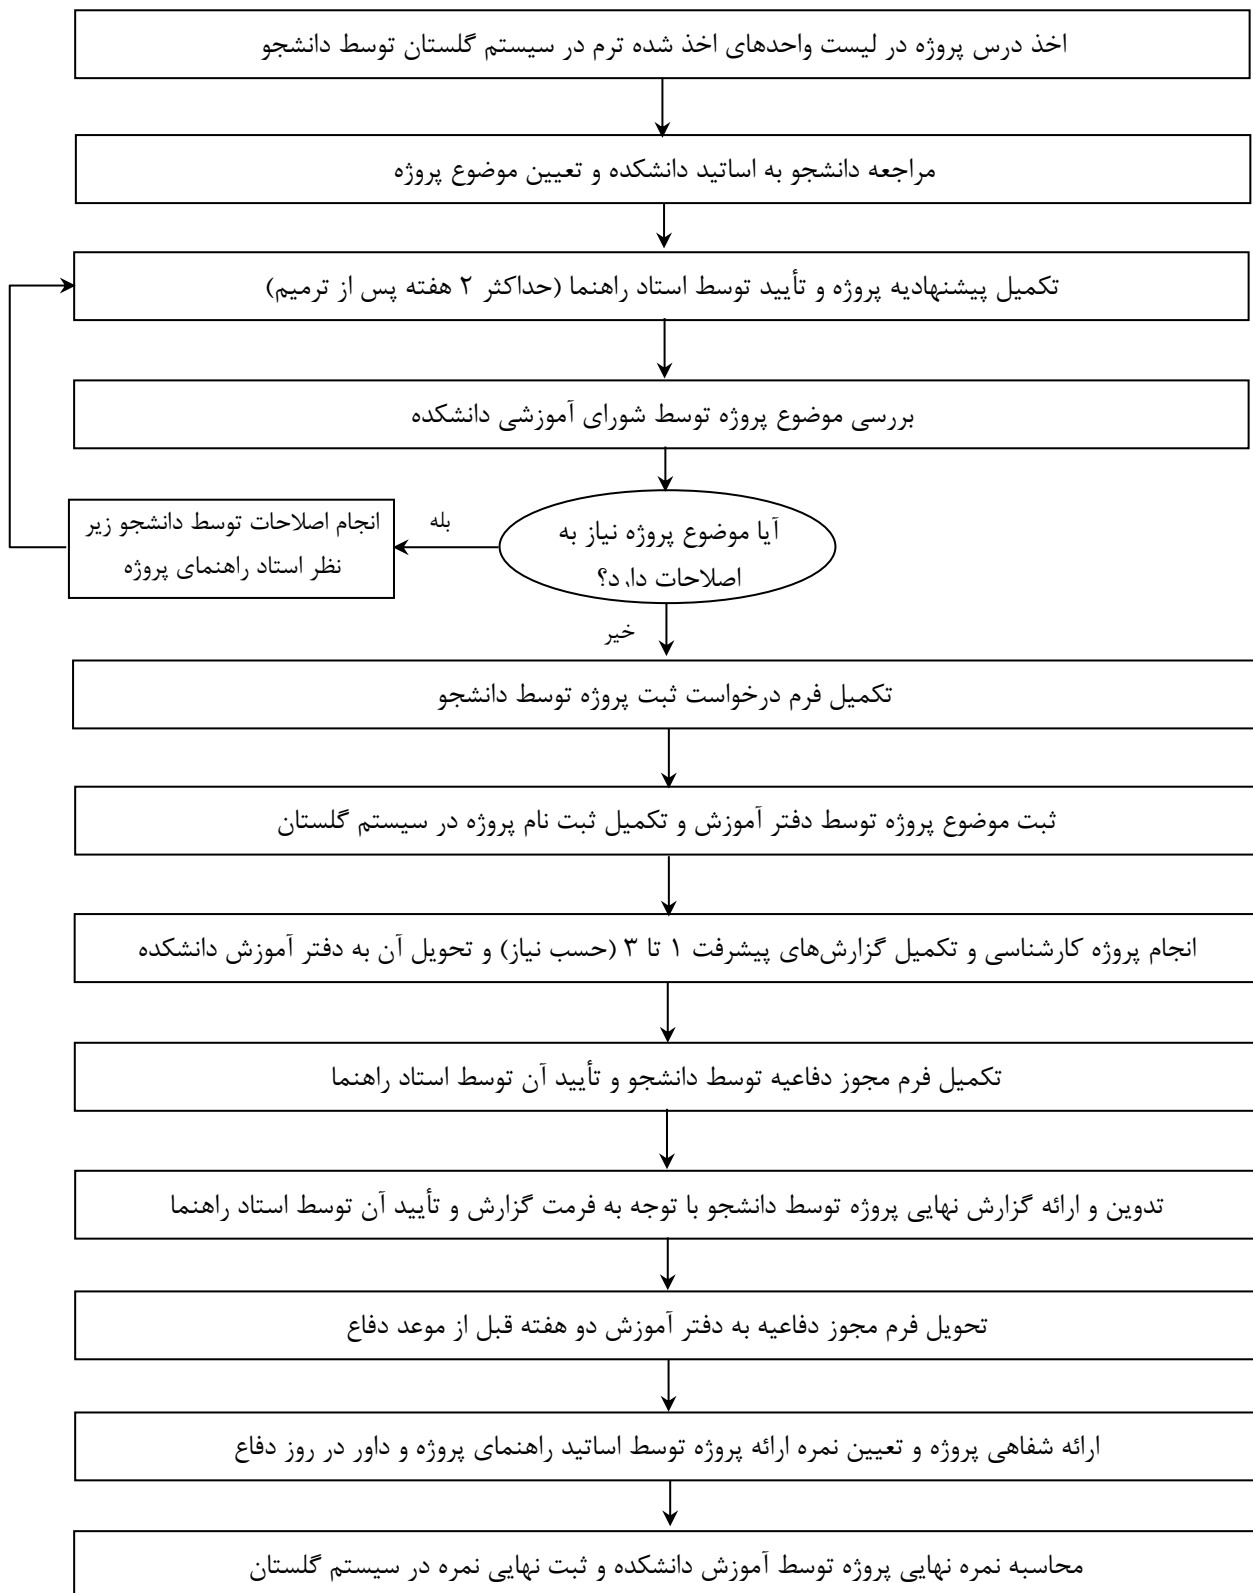 اخذ درس پروژه در لیست واحدهای اخذ شده ترم در سیستم گلستان توسط دانشجو
مراجعه دانشجو به اساتید دانشکده و تعیین موضوع پروژه
تکمیل پیشنهادیه پروژه و تأیید توسط استاد راهنما (حداکثر ۲ هفته پس از ترمیم)
بررسی موضوع پروژه توسط شورای آموزشی دانشکده
آیا موضوع پروژه نیاز به
اصلاحات دارد؟
بله
انجام اصلاحات توسط دانشجو زیر
نظر استاد راهنمای پروژه
خیر
تکمیل فرم درخواست ثبت پروژه توسط دانشجو
ثبت موضوع پروژه توسط دفتر آموزش و تکمیل ثبت نام پروژه در سیستم گلستان
انجام پروژه کارشناسی و تکمیل گزارش‌های پیشرفت ۱ تا ۳ (حسب نیاز) و تحویل آن به دفتر آموزش دانشکده
تکمیل فرم مجوز دفاعیه توسط دانشجو و تأیید آن توسط استاد راهنما
تدوین و ارائه گزارش نهایی پروژه توسط دانشجو با توجه به فرمت گزارش و تأیید آن توسط استاد راهنما
تحویل فرم مجوز دفاعیه به دفتر آموزش دو هفته قبل از موعد دفاع
ارائه شفاهی پروژه و تعیین نمره ارائه پروژه توسط اساتید راهنمای پروژه و داور در روز دفاع
محاسبه نمره نهایی پروژه توسط آموزش دانشکده و ثبت نهایی نمره در سیستم گلستان